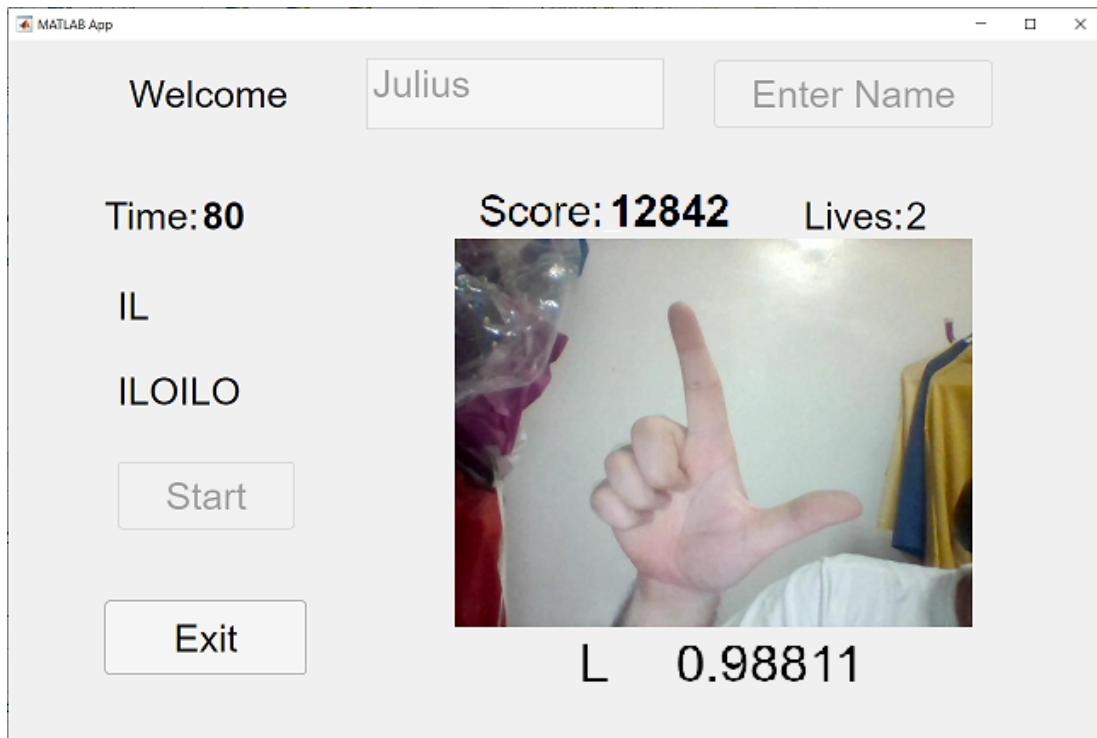 MATLAB App
Welcome Julius Enter Name
Time: 80 Score: 12842 Lives: 2
IL
ILOILO
Start
Exit
L 0.98811